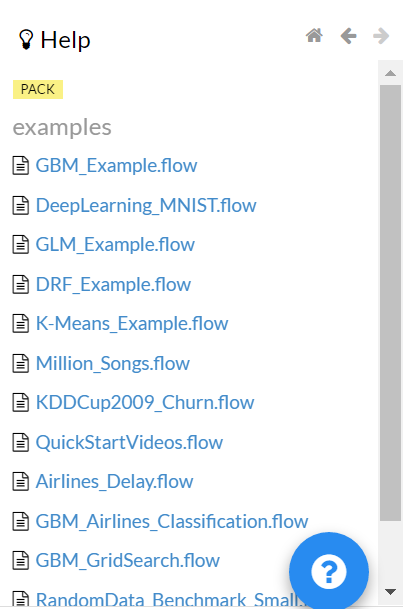 Help
PACK
examples
GBM_Example.flow
DeepLearning_MNIST.flow
GLM_Example.flow
DRF_Example.flow
K-Means_Example.flow
Million_Songs.flow
KDDCup2009_Churn.flow
QuickStartVideos.flow
Airlines_Delay.flow
GBM_Airlines_Classification.flow
GBM_GridSearch.flow
RandomData_Benchmark_Small.